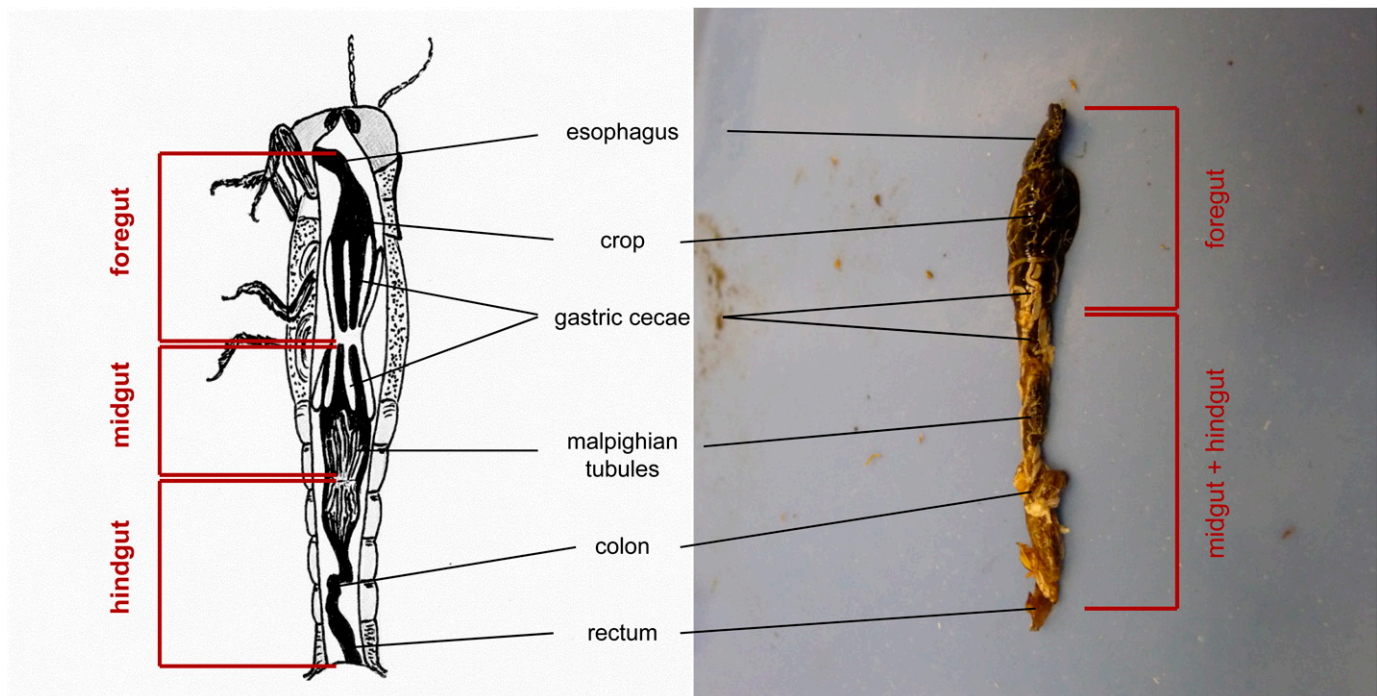 esophagus
crop
gastric cecae
malpighian
tubules
colon
rectum
foregut
midgut
hindgut
foregut
midgut + hindgut